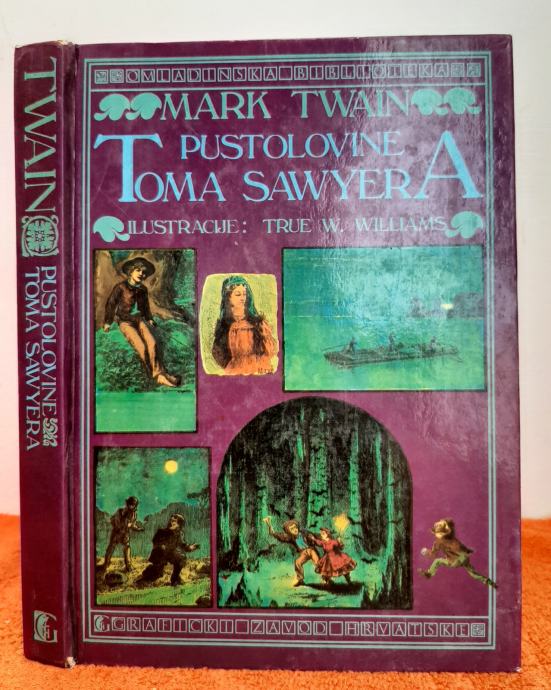 OMLADINSKA BIBLIOTEKA
MARK TWAIN
PUSTOLOVINE
TOMA SAWYERA
ILUSTRACIJE: TRUE W. WILLIAMS
GRAFIČKI ZAVOD HRVATSKE
TWAIN
PUSTOLOVINE
TOMA SAWYERA